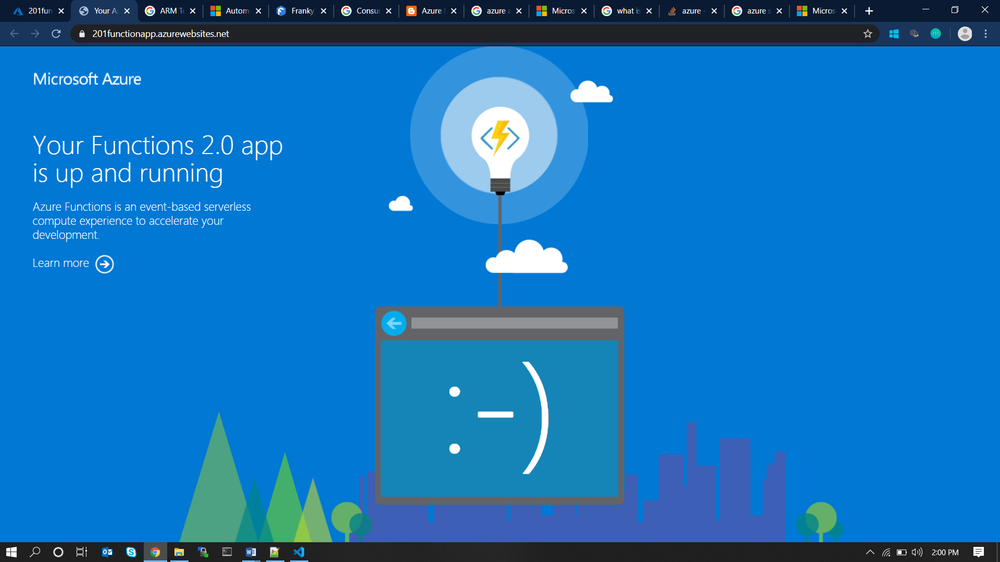 201fun
Your A
ARM Te
Autom
Franky
Consu
Azure
azure a
Micros
what is
azure -
azure s
Micros
201functionapp.azurewebsites.net
m
Microsoft Azure
Your Functions 2.0 app
is up and running
Azure Functions is an event-based serverless
compute experience to accelerate your
development.
Learn more
:-)
2:00 PM